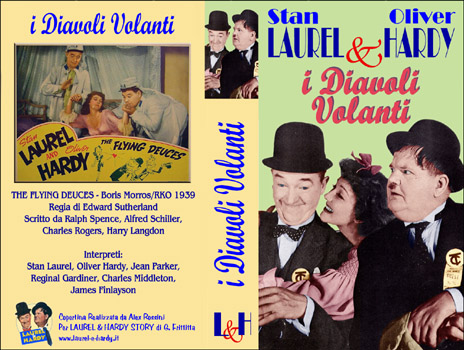 i Diavoli Volanti
Stan
LAUREL
AND Oliver
HARDY
THE FLYING DEUCES
THE FLYING DEUCES - Boris Morros/RKO 1939
Regia di Edward Sutherland
Scritto da Ralph Spence, Alfred Schiller,
Charles Rogers, Harry Langdon
Interpreti:
Stan Laurel, Oliver Hardy, Jean Parker,
Reginal Gardiner, Charles Middleton,
James Finlayson
LAUREL
HARDY
Copertina Realizzata da Alex Rossini
Per LAUREL & HARDY STORY di G. Frittitta
www.laurel-e-hardy.it
i Diavoli Volanti
L&H
Stan Oliver
LAUREL & HARDY
i Diavoli
Volanti